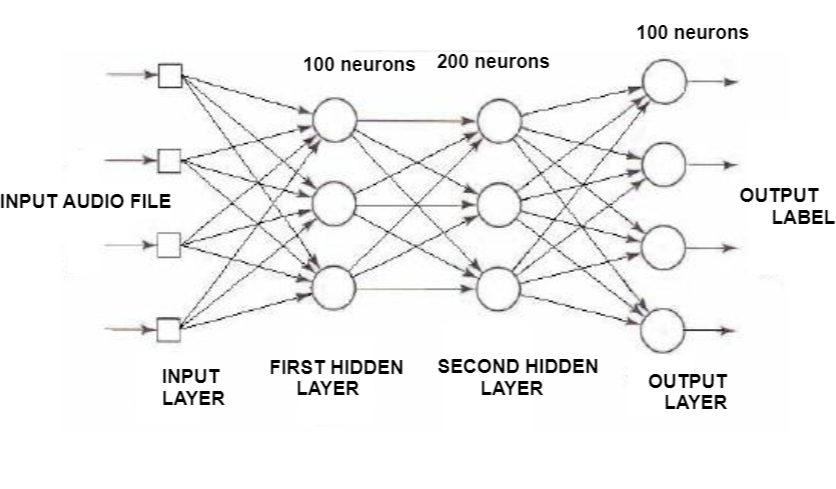 100 neurons
100 neurons
200 neurons
INPUT AUDIO FILE
OUTPUT
LABEL
INPUT
LAYER
FIRST HIDDEN
LAYER
SECOND HIDDEN
LAYER
OUTPUT
LAYER